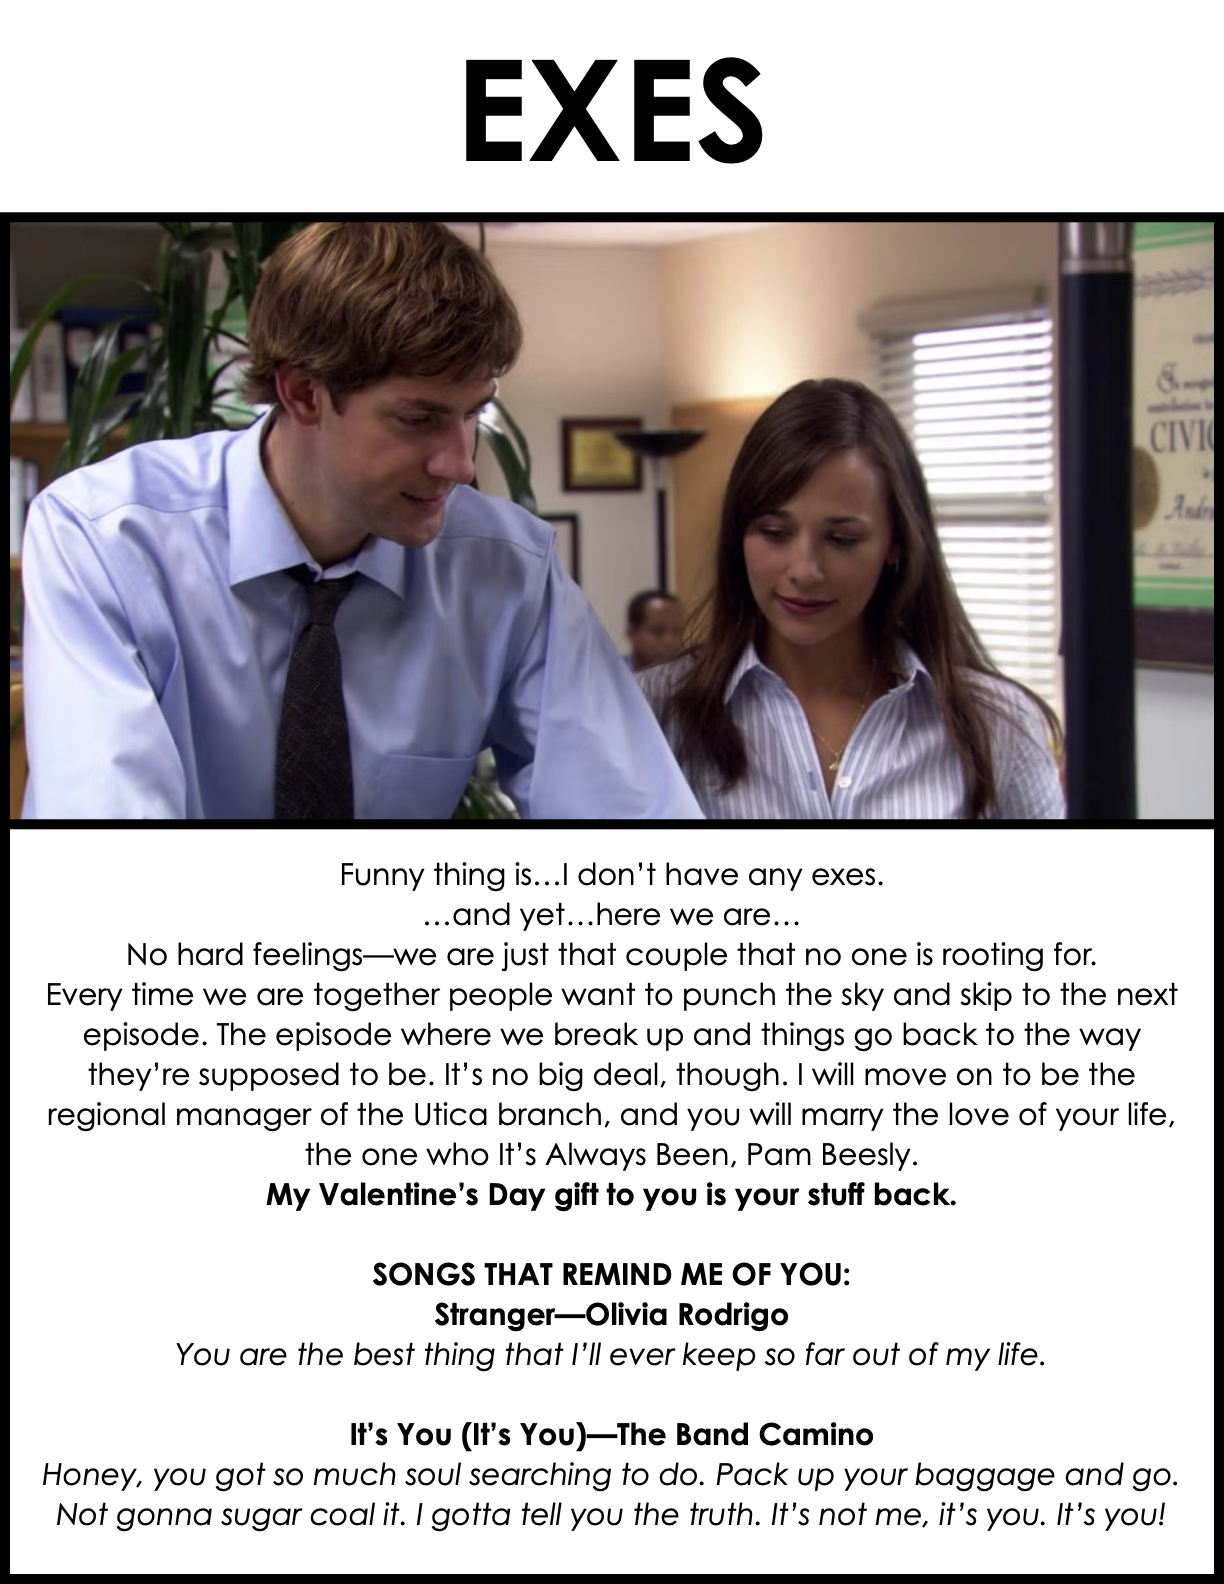 EXES
CIVIC
Andre
Funny thing is…I don’t have any exes.
…and yet…here we are…
No hard feelings—we are just that couple that no one is rooting for.
Every time we are together people want to punch the sky and skip to the next
episode. The episode where we break up and things go back to the way
they’re supposed to be. It’s no big deal, though. I will move on to be the
regional manager of the Utica branch, and you will marry the love of your life,
the one who It’s Always Been, Pam Beesly.
My Valentine’s Day gift to you is your stuff back.
SONGS THAT REMIND ME OF YOU:
Stranger—Olivia Rodrigo
You are the best thing that I’ll ever keep so far out of my life.
It’s You (It’s You)—The Band Camino
Honey, you got so much soul searching to do. Pack up your baggage and go.
Not gonna sugar coal it. I gotta tell you the truth. It’s not me, it’s you. It’s you!